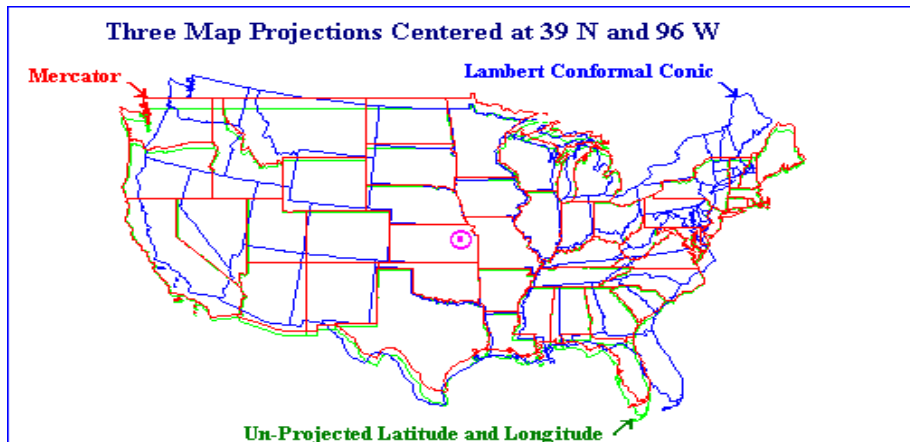 Three Map Projections Centered at 39 N and 96 W
Mercator
Lambert Conformal Conic
Un-Projected Latitude and Longitude